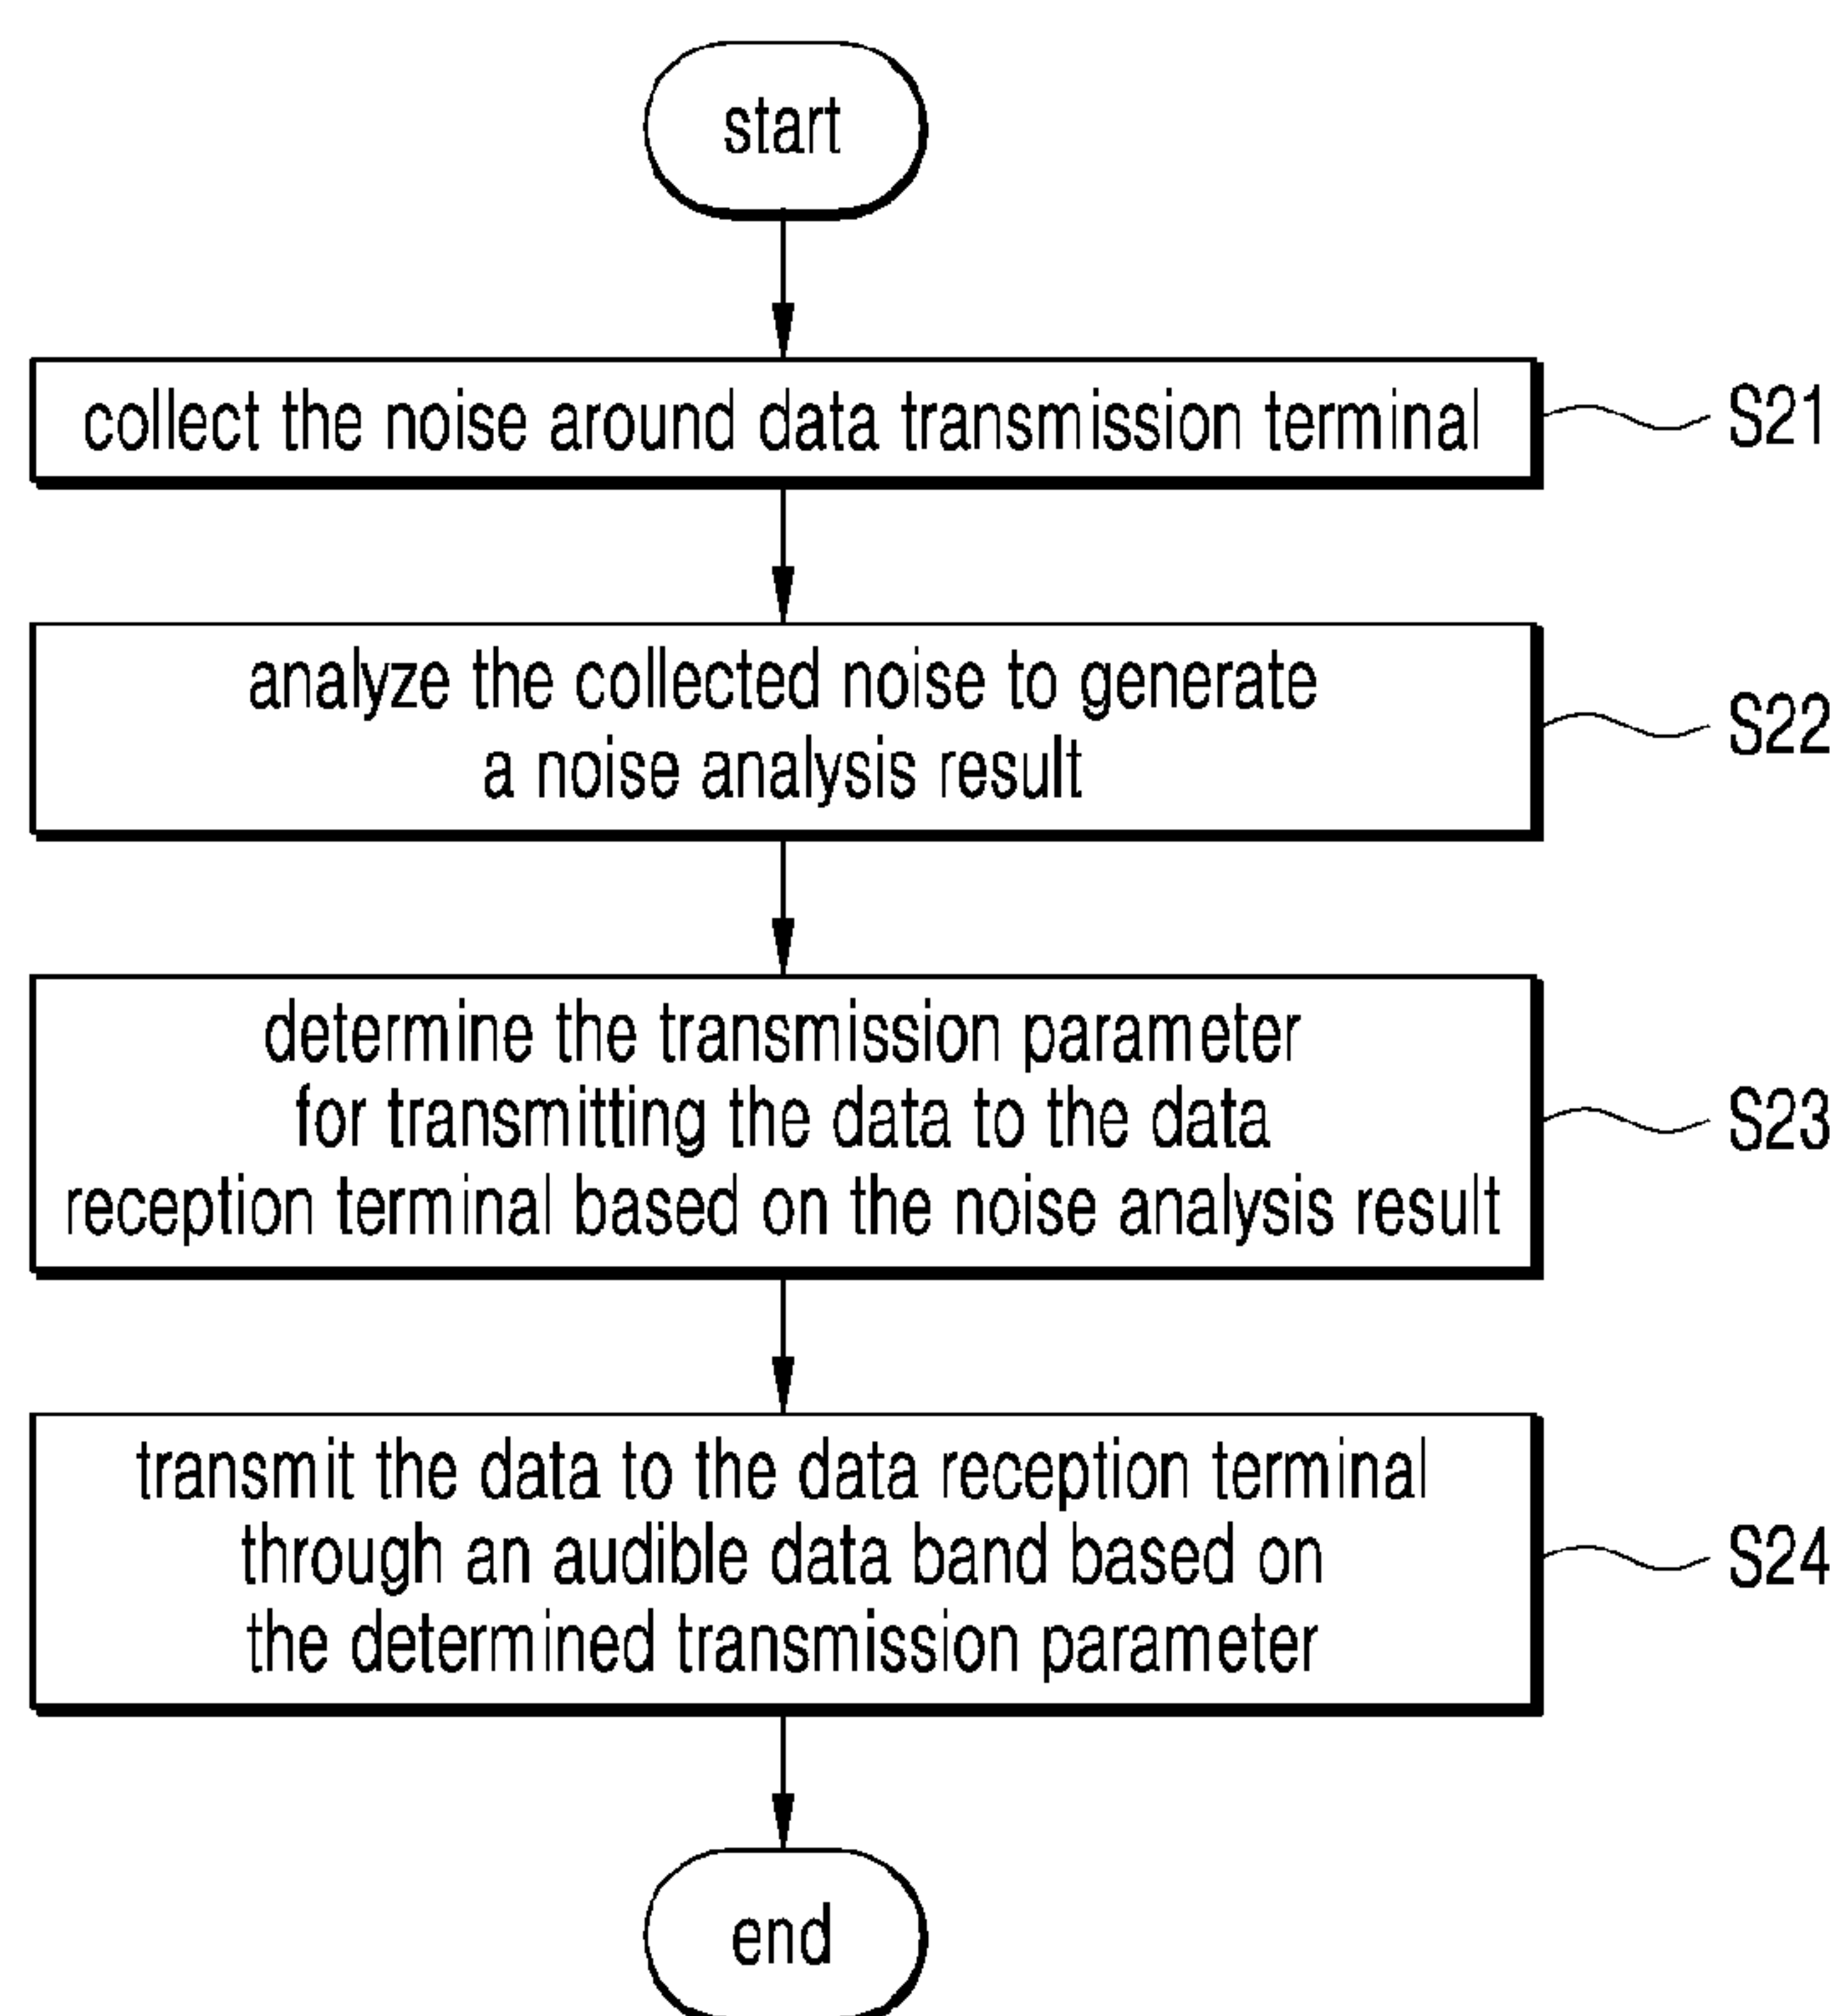 start
collect the noise around data transmission terminal
S21
analyze the collected noise to generate
a noise analysis result
S22
determine the transmission parameter
for transmitting the data to the data
reception terminal based on the noise analysis result
S23
transmit the data to the data reception terminal
through an audible data band based on
the determined transmission parameter
S24
end